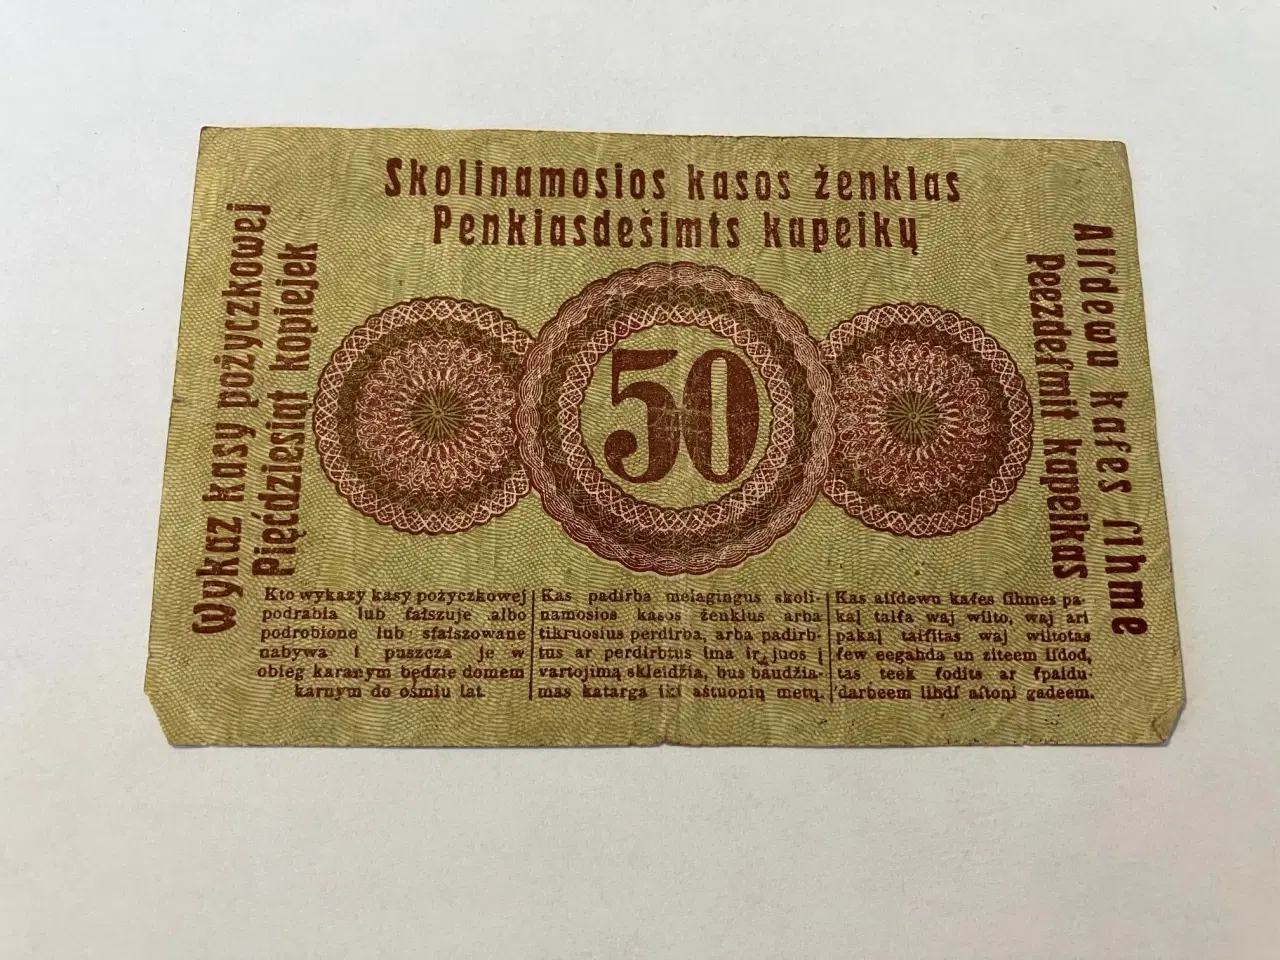 Skolinamosios kasos ženklas
Penkiasdešimts kapeikų
Wykaz kasy pożyczkowej
Pięćdziesiąt kopiejek
50
Aiſdewu kaſes ſihme
Peezdeſmit kapeikas
Kto wykazy kasy pożyczkowej
podrabia lub fałszuje albo
podrobione lub sfałszowane
nabywa i puszcza je w
obieg karanym będzie domem
karnym do ośmiu lat.
Kas padirba melagingus skoli-
namosios kasos ženklus arba
tikruosius perdirba, arba padirb-
tus ar perdirbtus ima ir juos į
vartojimą skleidžia, bus baudžia-
mas katarga iki aštuonių metų.
Kas aiſdewu kaſes ſihmes pa-
kaļ taiſa waj wilto, waj ari
pakaļ taiſitas waj wiltotas
ſew eegahda un ziteem iſdod,
tas teek ſodits ar ſpaidu-
darbeem lihdſ aſtoņi gadeem.